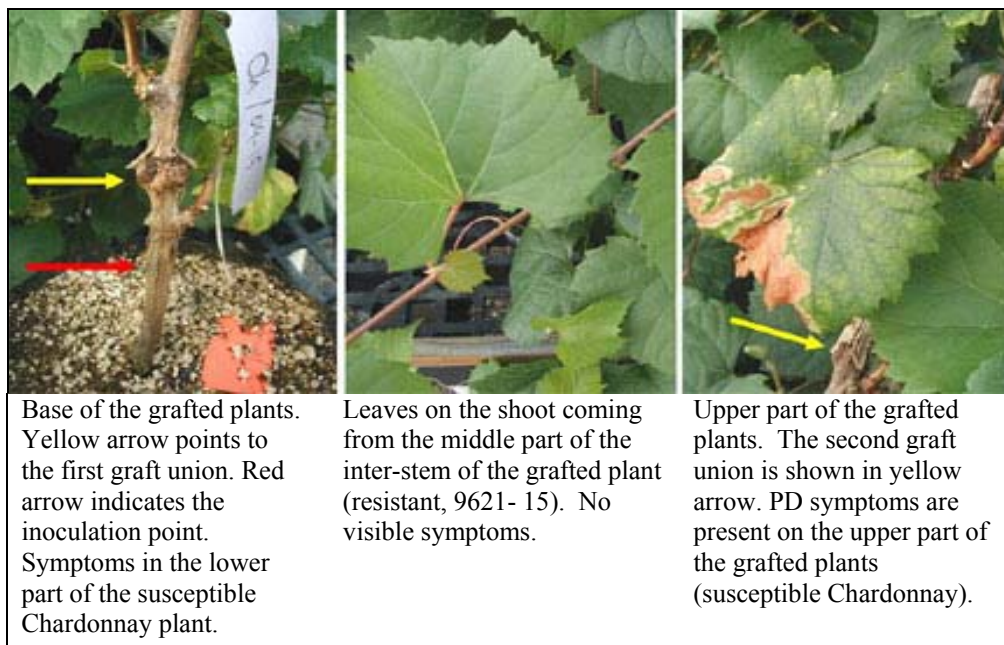 Base of the grafted plants.
Yellow arrow points to
the first graft union. Red
arrow indicates the
inoculation point.
Symptoms in the lower
part of the susceptible
Chardonnay plant.
Leaves on the shoot coming
from the middle part of the
inter-stem of the grafted plant
(resistant, 9621- 15).  No
visible symptoms.
Upper part of the grafted
plants.  The second graft
union is shown in yellow
arrow. PD symptoms are
present on the upper part of
the grafted plants
(susceptible Chardonnay).